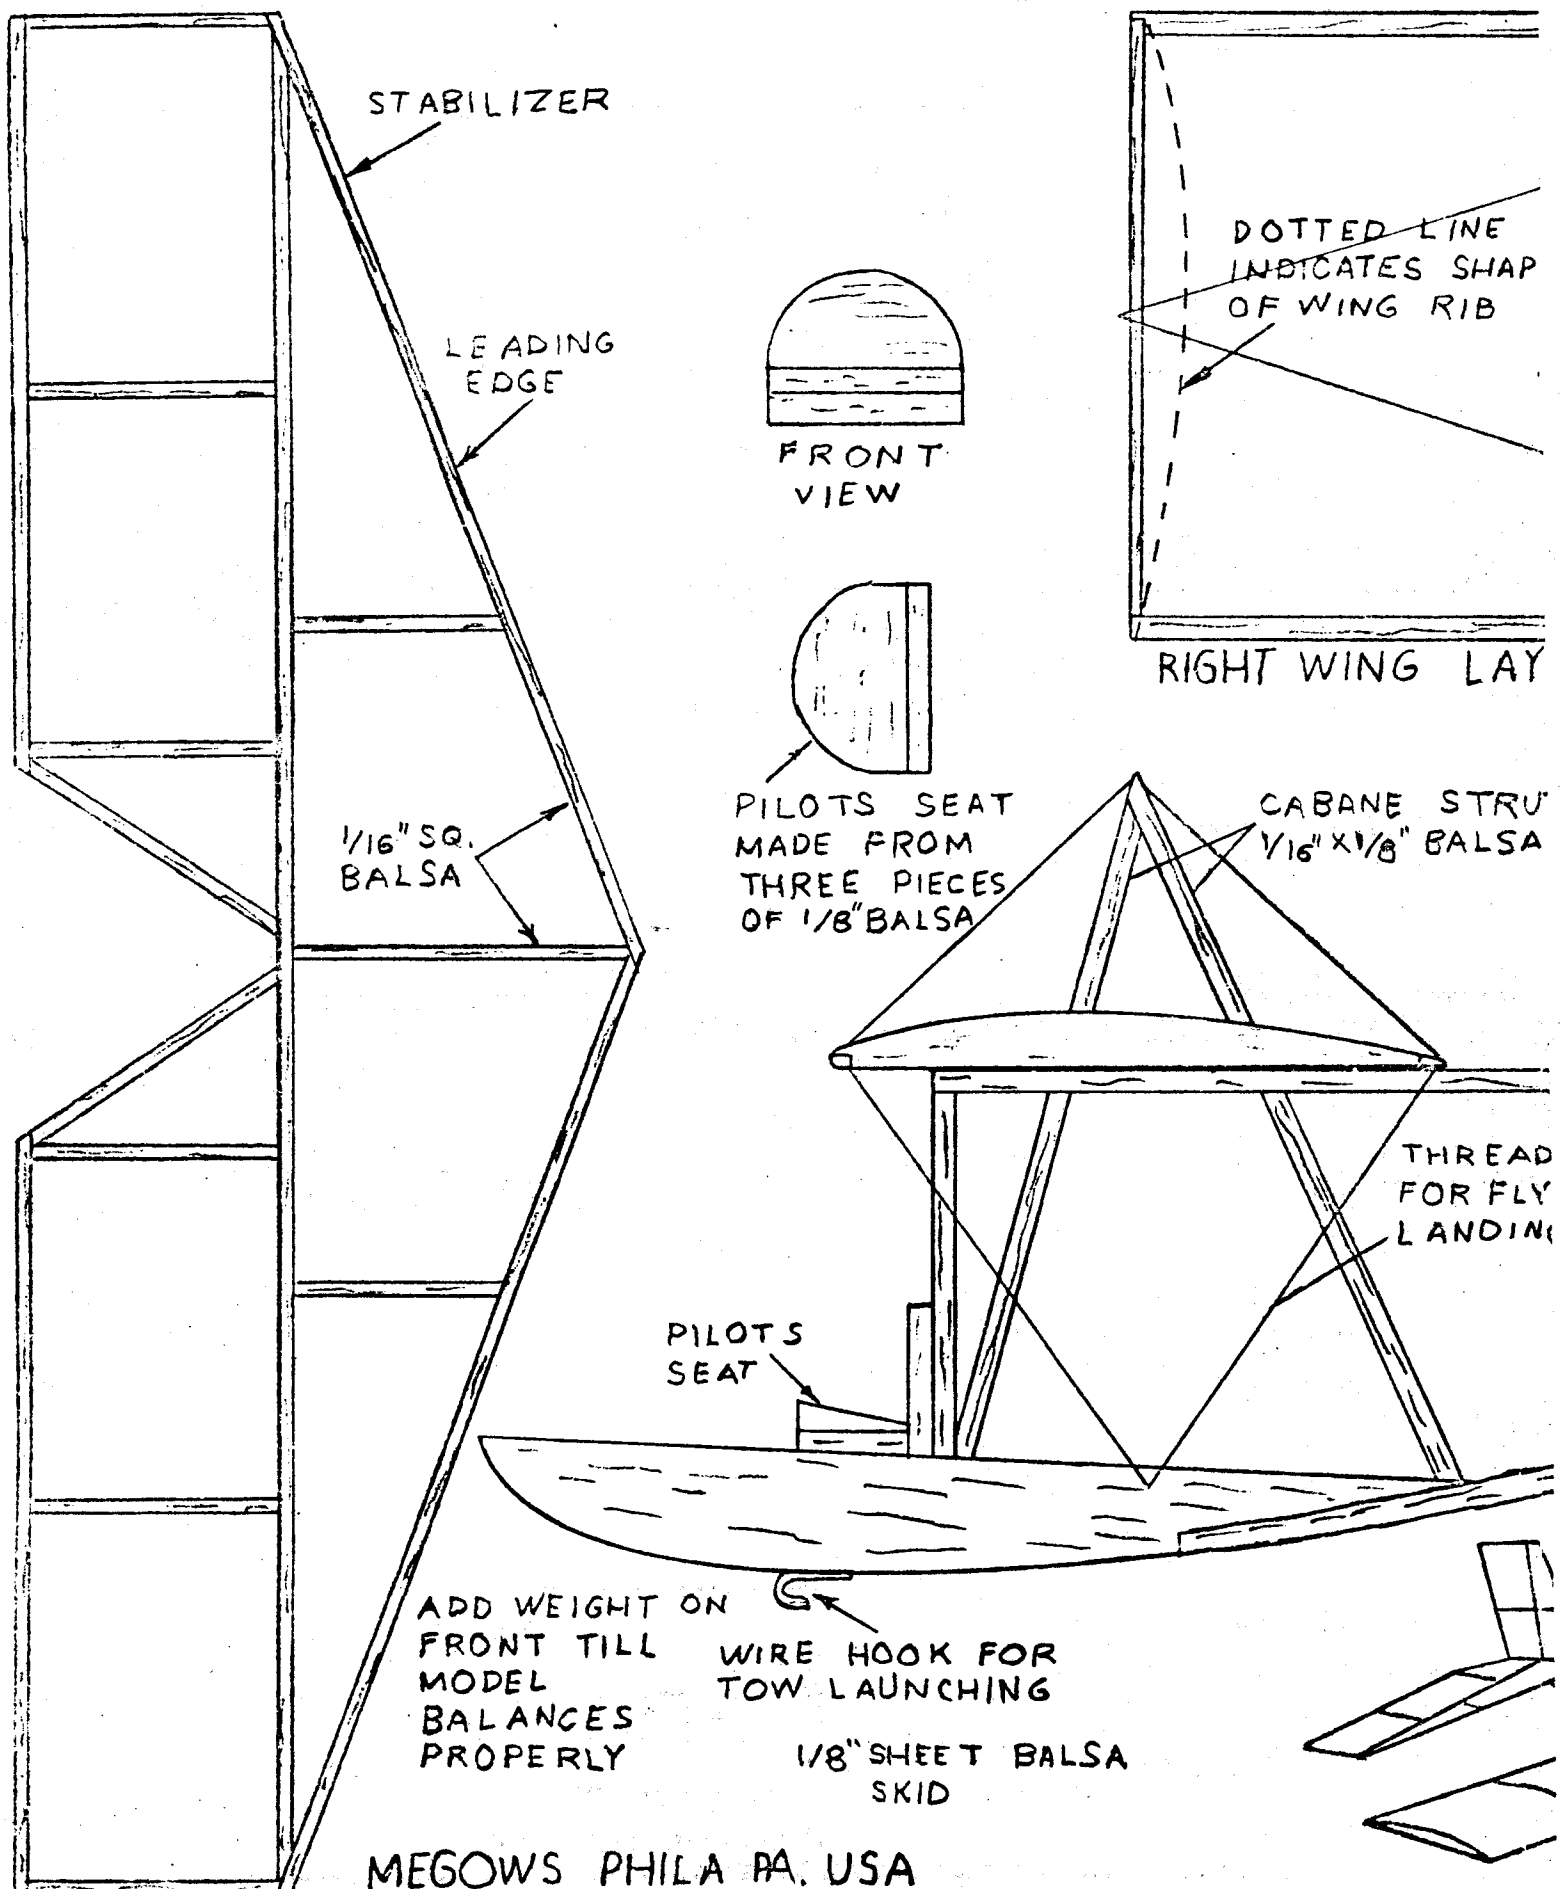 STABILIZER
LEADING
EDGE
1/16" SQ.
BALSA
FRONT
VIEW
PILOTS SEAT
MADE FROM
THREE PIECES
OF 1/8" BALSA
DOTTED LINE
INDICATES SHAP
OF WING RIB
RIGHT WING LAY
CABANE STRU
1/16" X 1/8" BALSA
THREAD
FOR FLY
LANDIN
PILOTS
SEAT
ADD WEIGHT ON
FRONT TILL
MODEL
BALANCES
PROPERLY
WIRE HOOK FOR
TOW LAUNCHING
1/8" SHEET BALSA
SKID
MEGOWS PHILA PA. USA